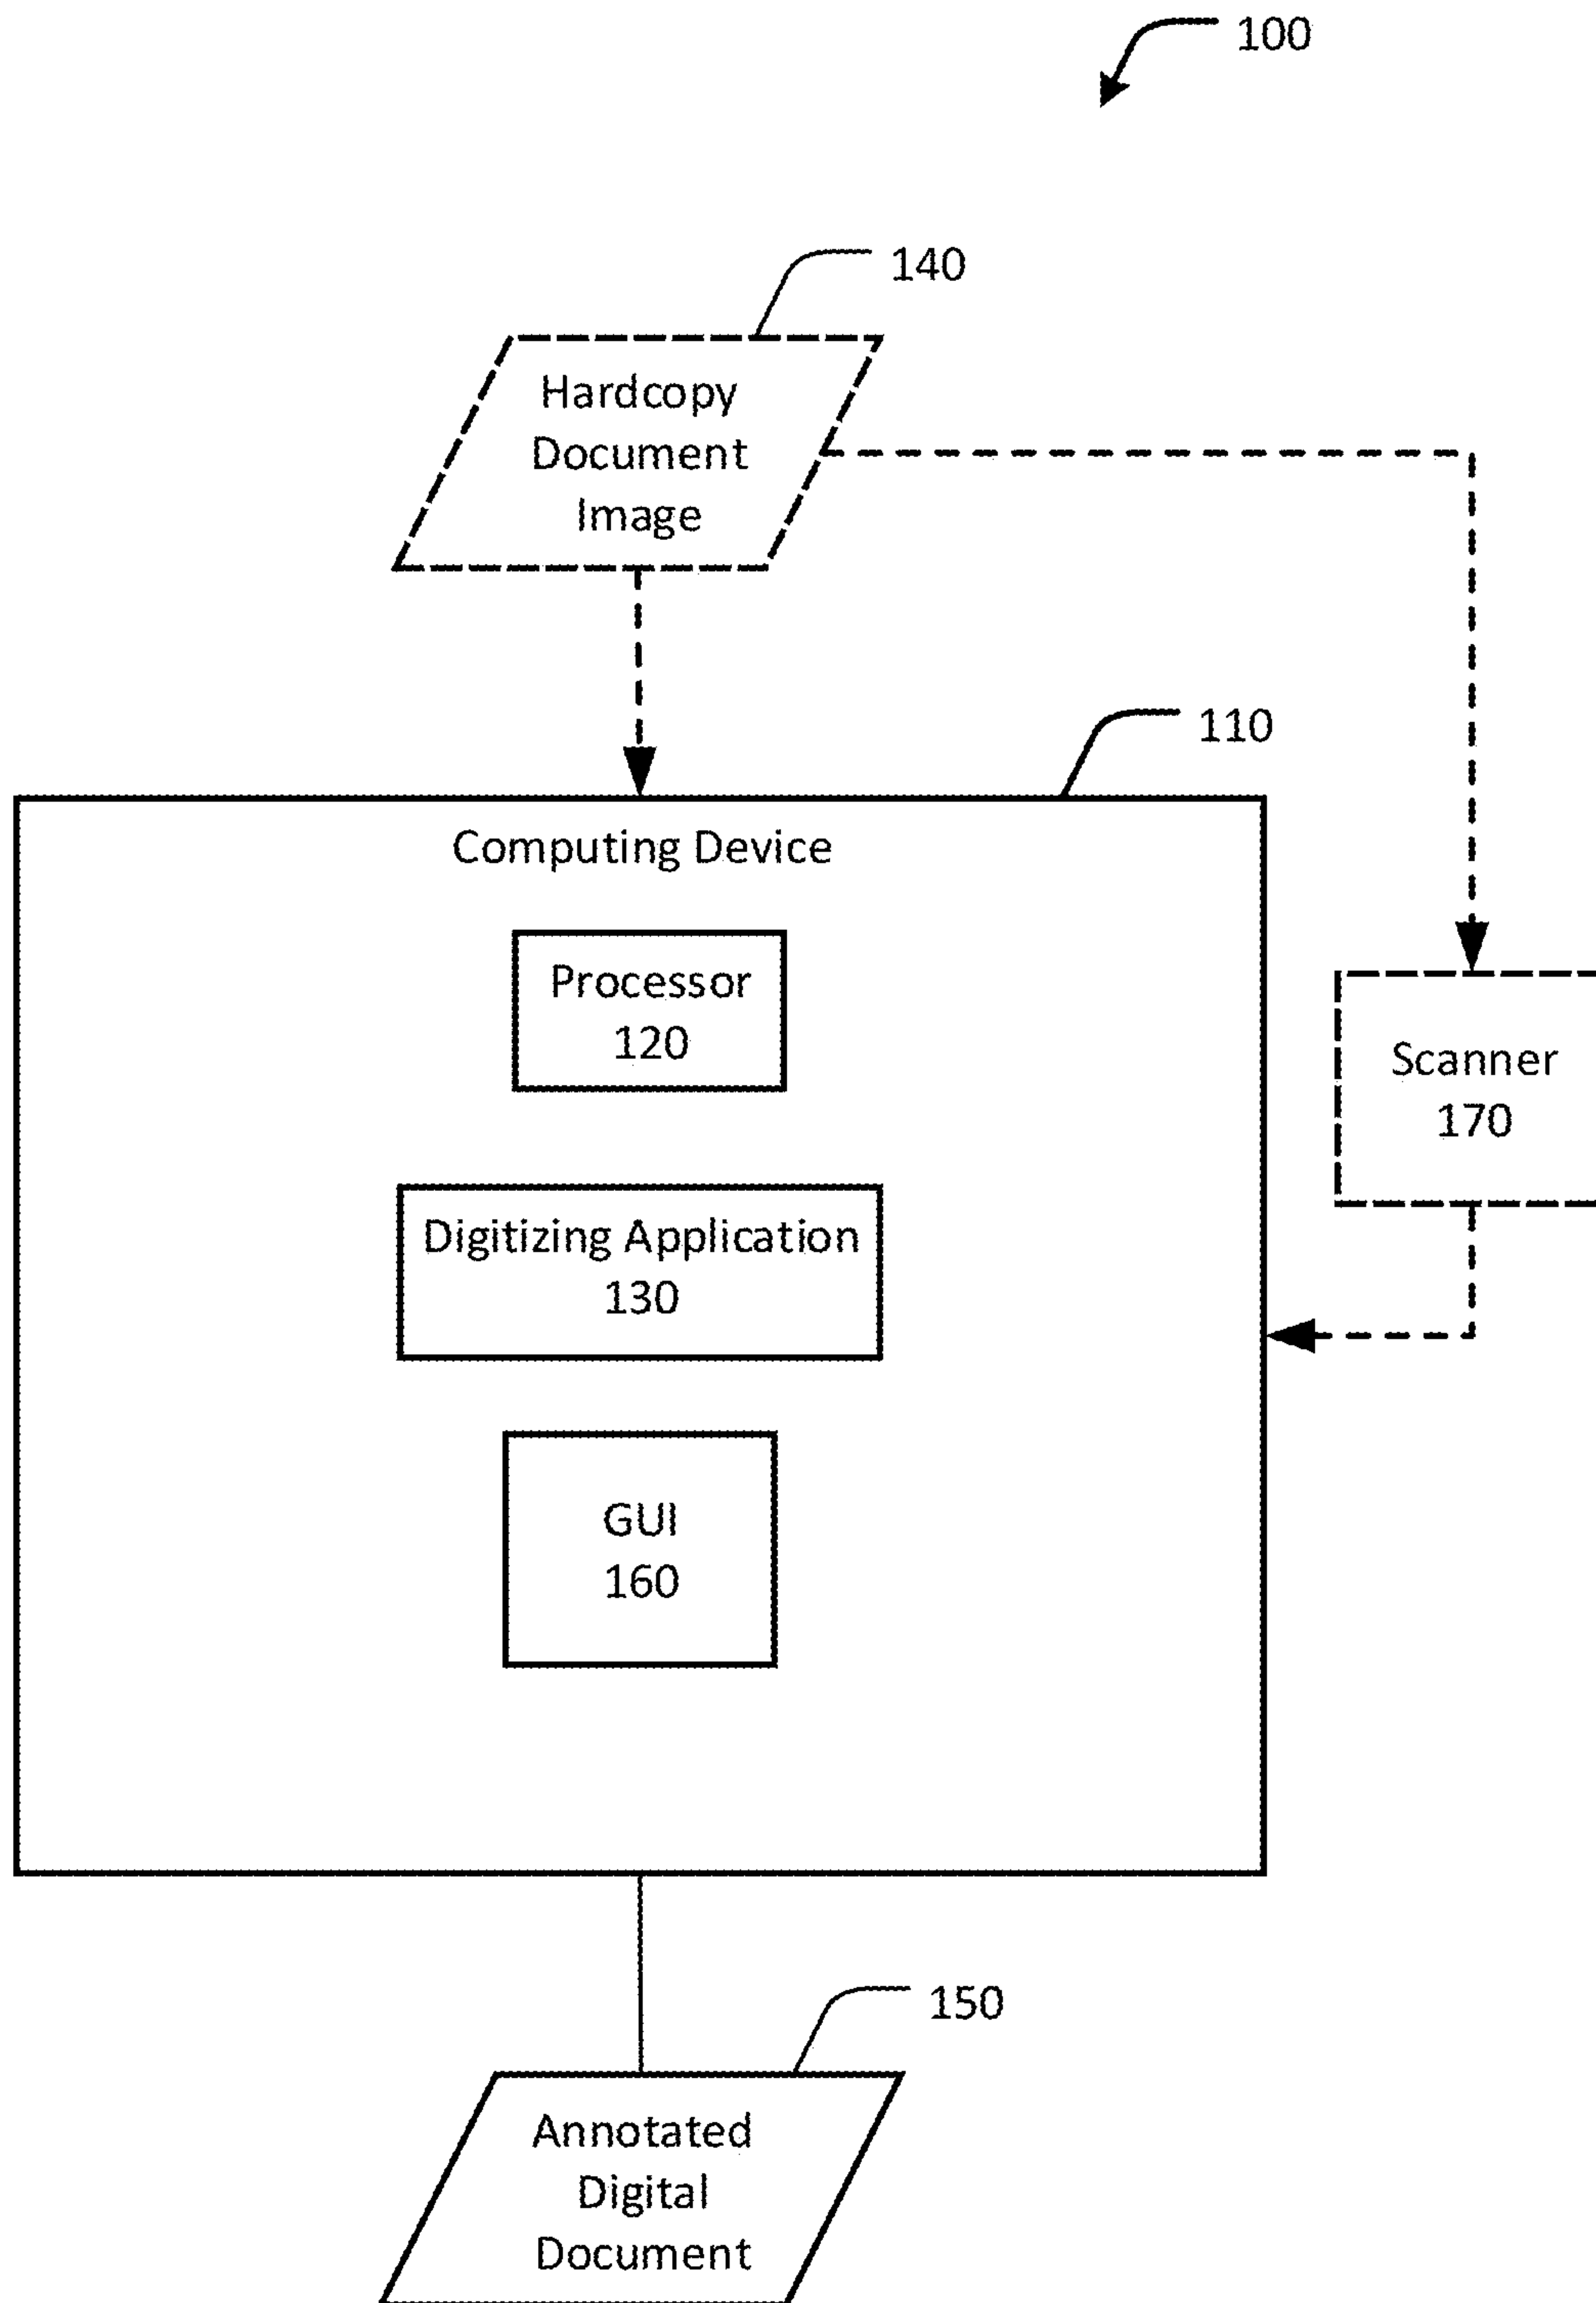 100
140
Hardcopy
Document
Image
110
Computing Device
Processor
120
Scanner
170
Digitizing Application
130
GUI
160
150
Annotated
Digital
Document